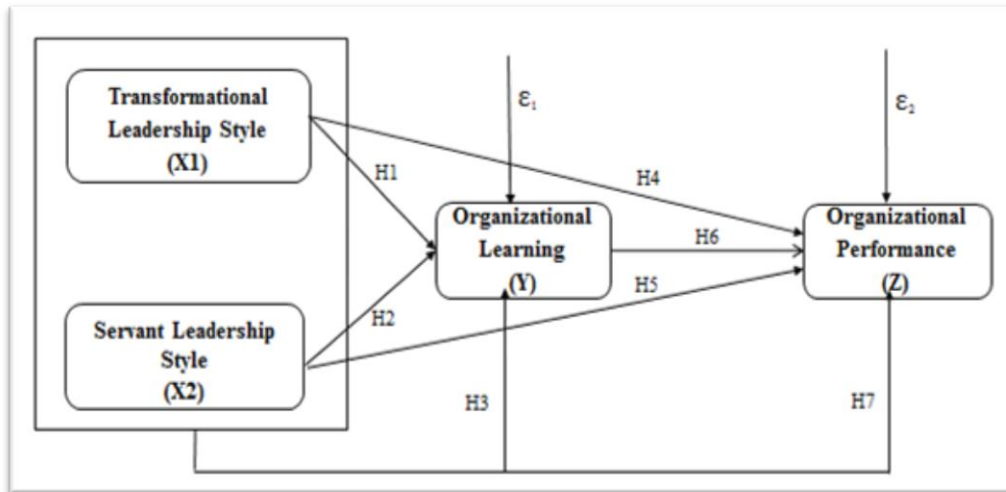 Transformational
Leadership Style
(X1)
Servant Leadership
Style
(X2)
H1
H2
H3
ε₁
Organizational
Learning
(Y)
H4
H6
H5
ε₂
Organizational
Performance
(Z)
H7